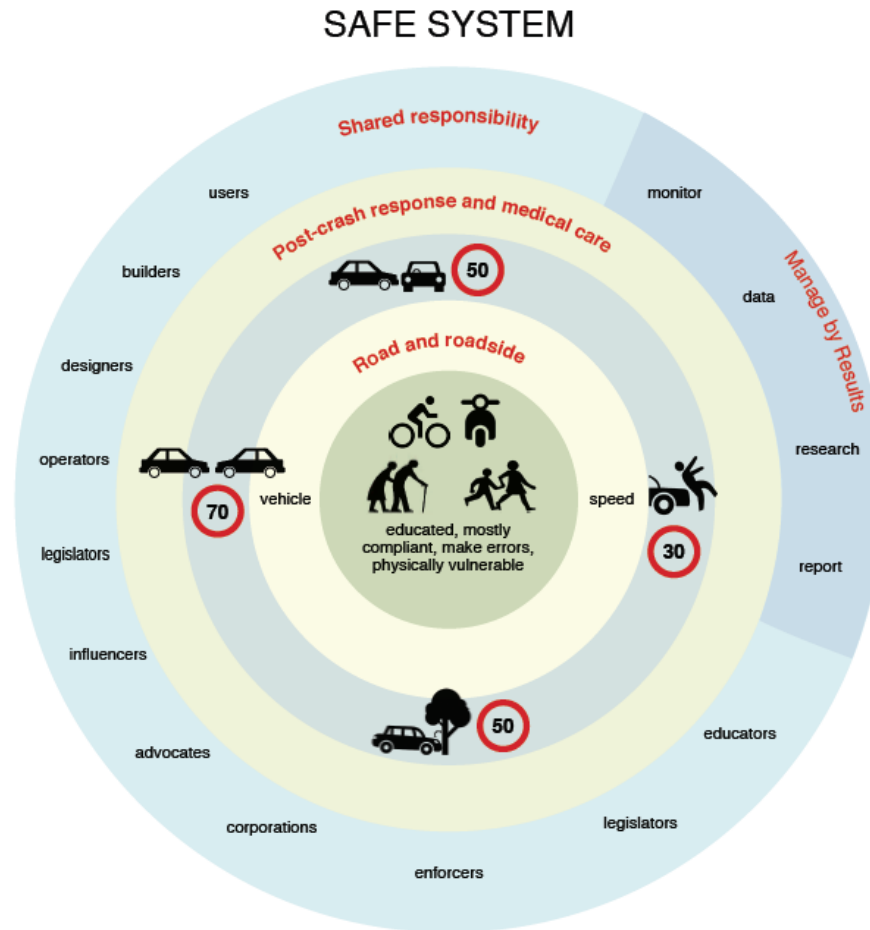 SAFE SYSTEM
Shared responsibility
users
monitor
Post-crash response and medical care
builders
50
data
Manage by Results
Road and roadside
designers
operators
research
vehicle
speed
70
educated, mostly
compliant, make errors,
physically vulnerable
30
legislators
report
influencers
50
educators
advocates
corporations
legislators
enforcers